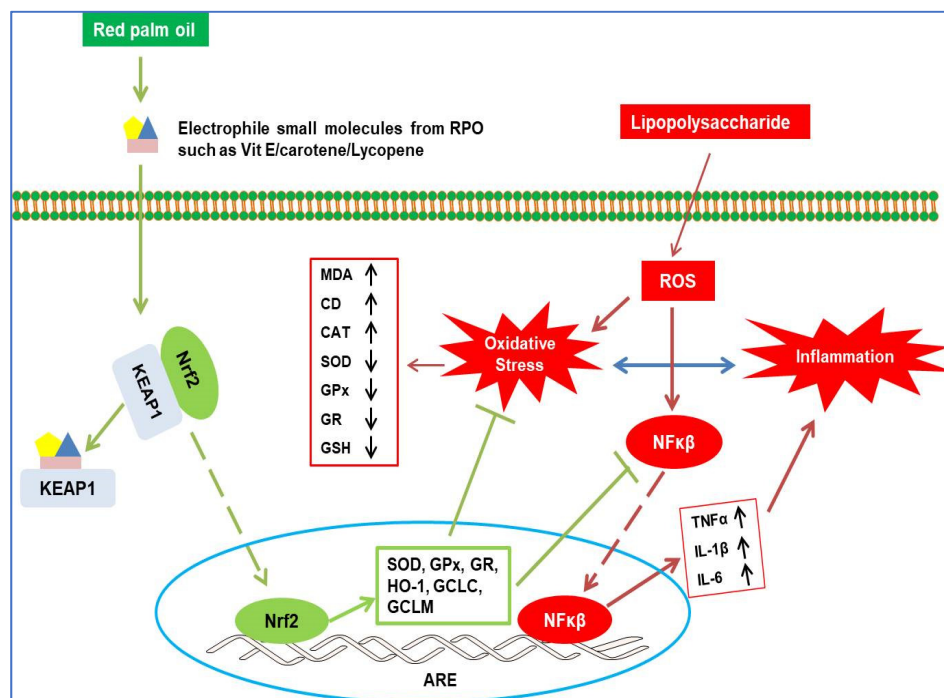 Red palm oil
Electrophile small molecules from RPO
such as Vit E/carotene/Lycopene
Lipopolysaccharide
ROS
MDA ↑
CD ↑
CAT ↑
SOD ↓
GPx ↓
GR ↓
GSH ↓
Oxidative
Stress
Inflammation
Nrf2
KEAP1
KEAP1
NFκβ
TNFα ↑
IL-1β ↑
IL-6 ↑
SOD, GPx, GR,
HO-1, GCLC,
GCLM
Nrf2
NFκβ
ARE